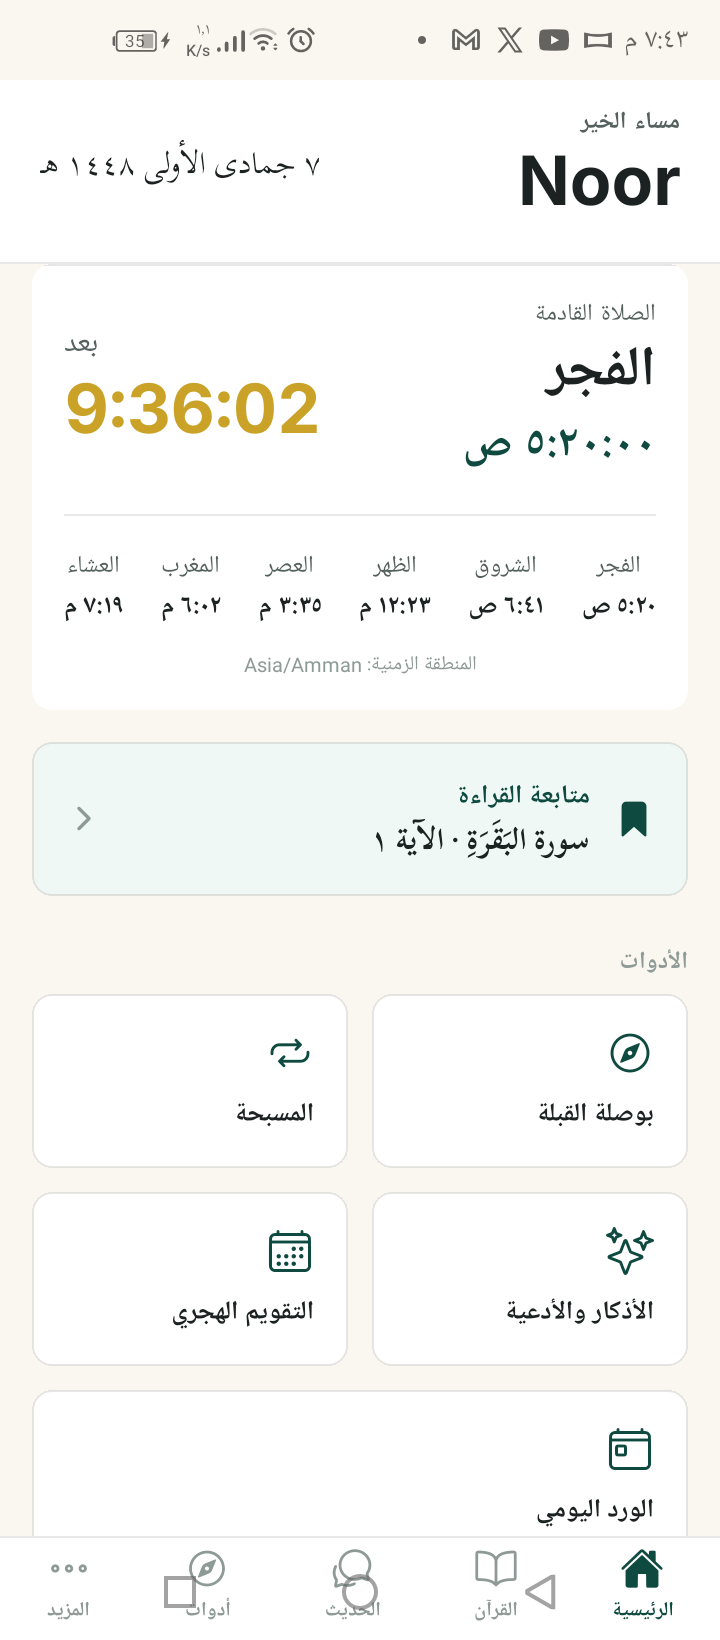 ٧:٤٣ م
١,١ K/s
35
مساء الخير
Noor
٧ جمادى الأولى ١٤٤٨ هـ
الصلاة القادمة
الفجر
٥:٢٠:٠٠ ص
بعد
9:36:02
الفجر الشروق الظهر العصر المغرب العشاء
٥:٢٠ ص ٦:٤١ ص ١٢:٢٣ م ٣:٣٥ م ٦:٠٢ م ٧:١٩ م
المنطقة الزمنية: Asia/Amman
متابعة القراءة
سورة البَقَرَةِ · الآية ١
الأدوات
بوصلة القبلة
المسبحة
الأذكار والأدعية
التقويم الهجري
الورد اليومي
الرئيسية القرآن الحديث أدوات المزيد